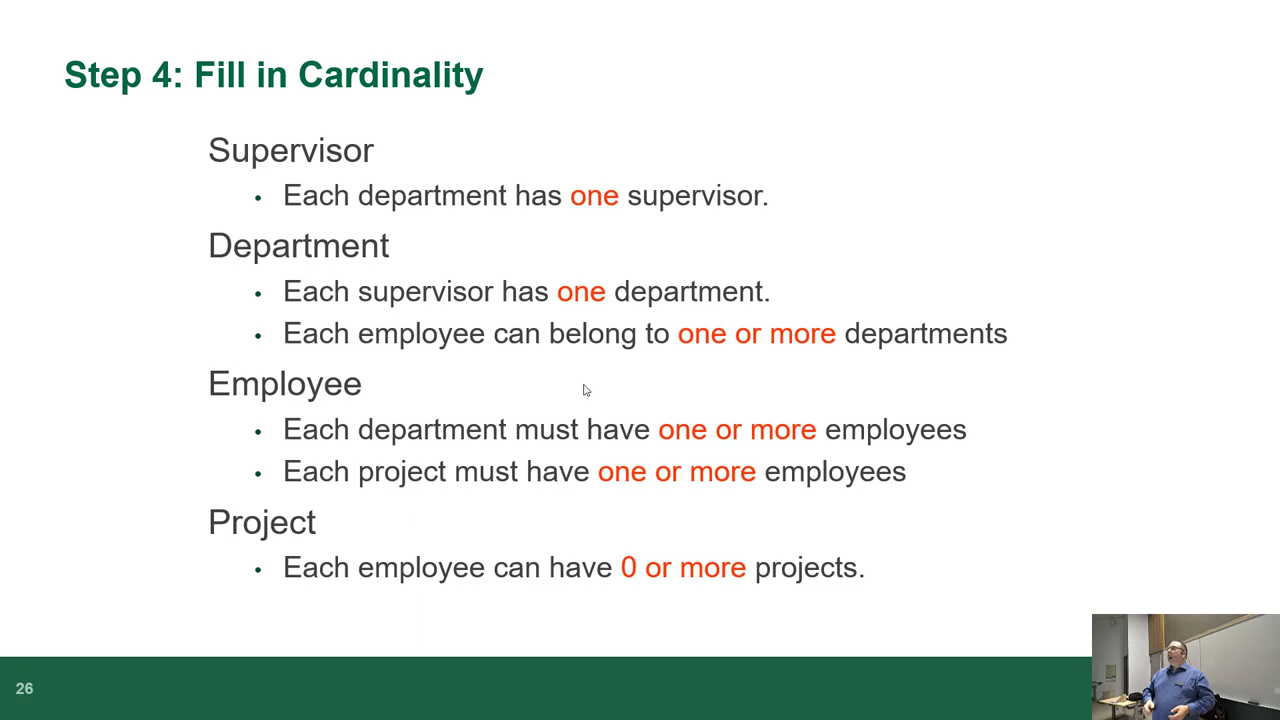 Step 4: Fill in Cardinality
Supervisor
• Each department has one supervisor.
Department
• Each supervisor has one department.
• Each employee can belong to one or more departments
Employee
• Each department must have one or more employees
• Each project must have one or more employees
Project
• Each employee can have 0 or more projects.
26